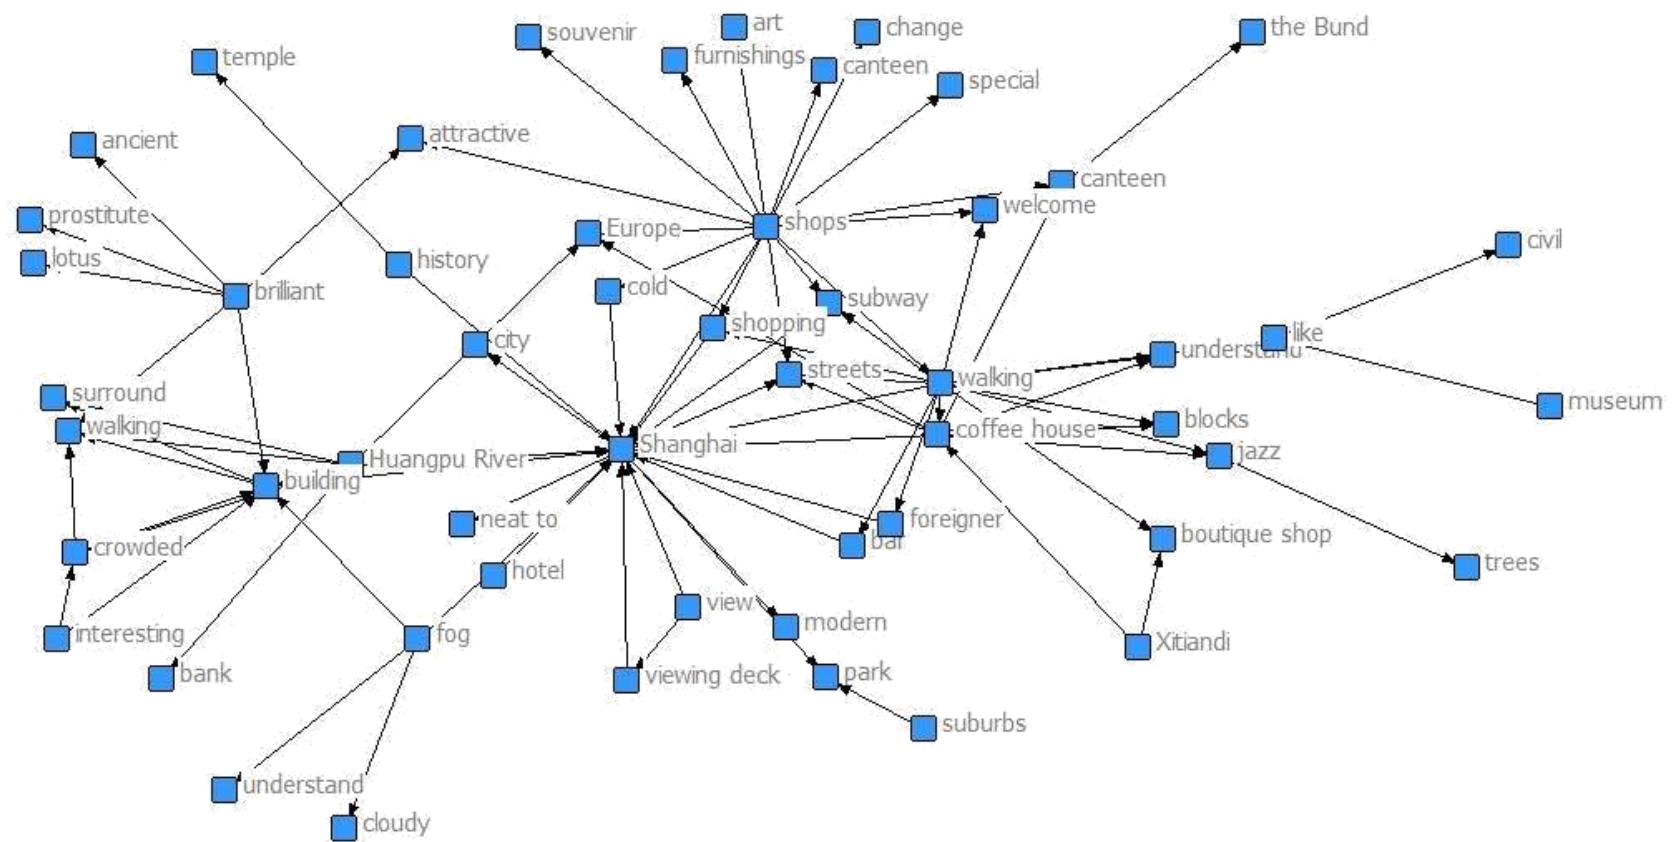 souvenir
art
change
the Bund
temple
furnishings
canteen
special
ancient
attractive
canteen
prostitute
Europe
shops
welcome
lotus
history
civil
brilliant
cold
subway
shopping
city
like
understand
streets
walking
surround
museum
walking
Shanghai
coffee house
blocks
Huangpu River
jazz
building
neat to
foreigner
bar
boutique shop
crowded
hotel
trees
view
interesting
fog
modern
Xitiandi
bank
viewing deck
park
suburbs
understand
cloudy